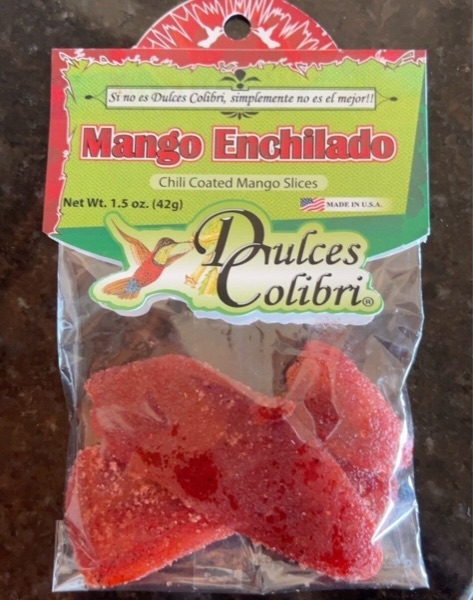 Si no es Dulces Colibri, simplemente no es el mejor!!
Mango Enchilado
Chili Coated Mango Slices
Net Wt. 1.5 oz. (42g)
MADE IN U.S.A.
Dulces
Colibri®